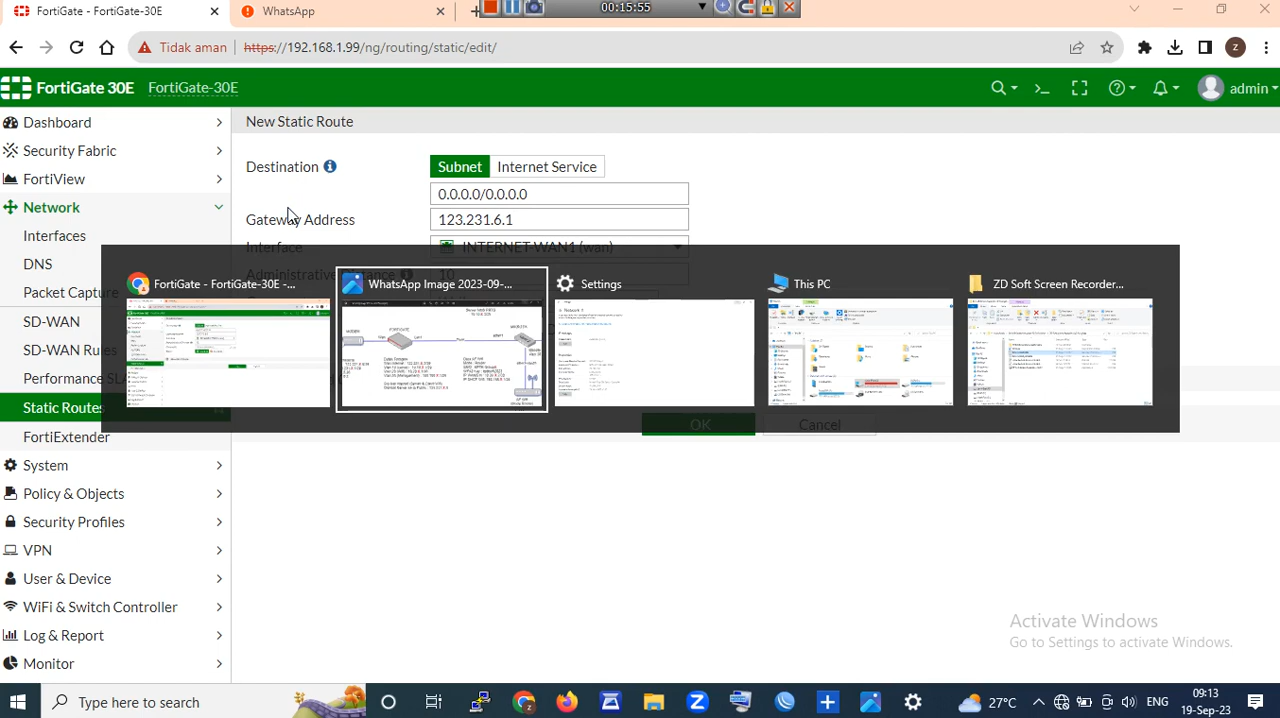 FortiGate - FortiGate-30E
WhatsApp
00:15:55
Tidak aman
https://192.168.1.99/ng/routing/static/edit/
z
FortiGate 30E
FortiGate-30E
admin
Dashboard
Security Fabric
FortiView
Network
Interfaces
DNS
Packet Capture
SD-WAN
SD-WAN Rules
Performance SLA
Static Routes
FortiExtender
System
Policy & Objects
Security Profiles
VPN
User & Device
WiFi & Switch Controller
Log & Report
Monitor
New Static Route
Destination
Subnet
Internet Service
0.0.0.0/0.0.0.0
Gateway Address
123.231.6.1
Interface
INTERNET WAN1 (wan)
Administrative Distance
10
FortiGate - FortiGate-30E -...
WhatsApp Image 2023-09-...
Settings
This PC
ZD Soft Screen Recorder...
OK
Cancel
Activate Windows
Go to Settings to activate Windows.
Type here to search
27°C
ENG
09:13
19-Sep-23